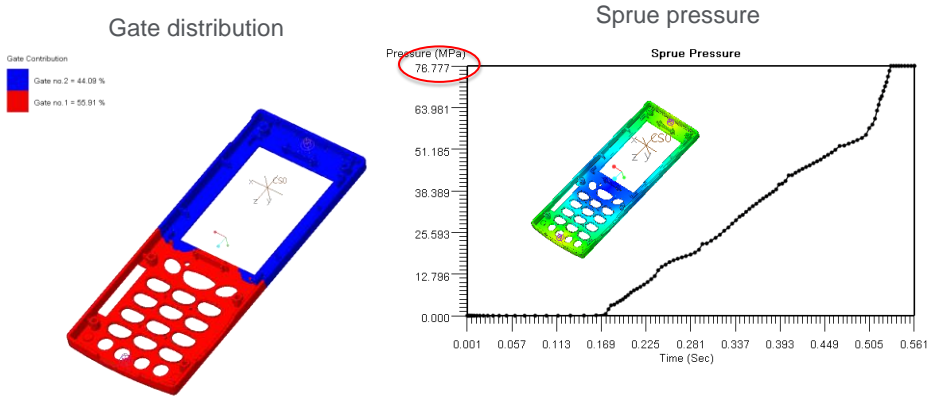 Gate distribution
Sprue pressure
Gate Contribution
Gate no.2 = 44.09 %
Gate no.1 = 55.91 %
CS0
x
z y
Pressure (MPa)
Sprue Pressure
76.777
63.981
51.185
38.389
25.593
12.796
0.000
CS0
z y
0.001 0.057 0.113 0.169 0.225 0.281 0.337 0.393 0.449 0.505 0.561
Time (Sec)